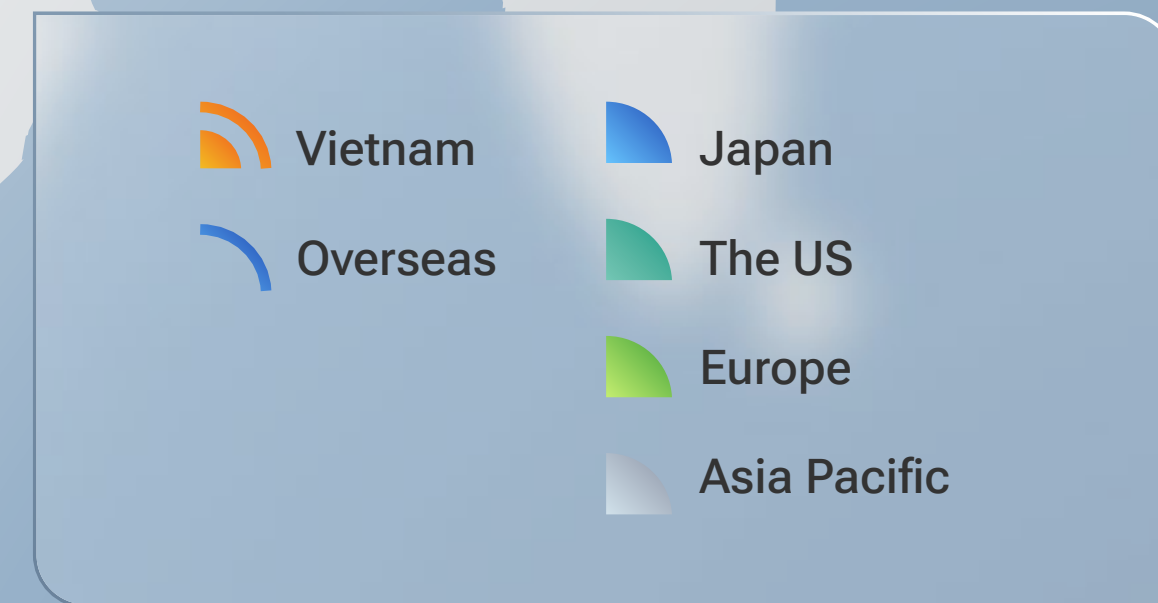 Vietnam
Overseas
Japan
The US
Europe
Asia Pacific